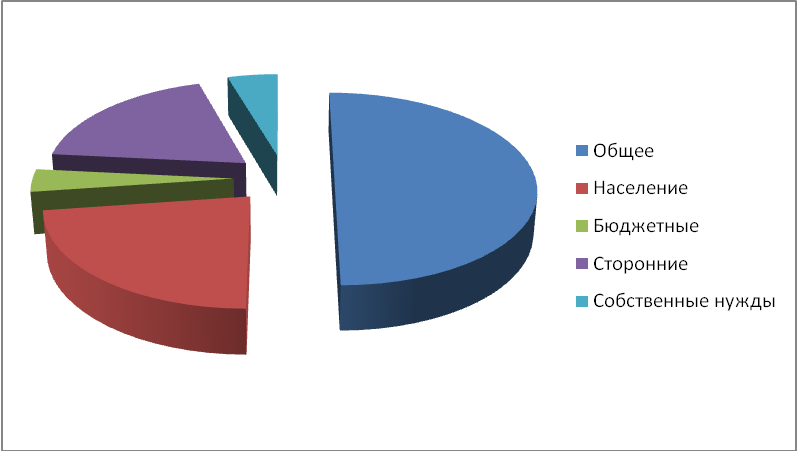 Общее
Население
Бюджетные
Сторонние
Собственные нужды